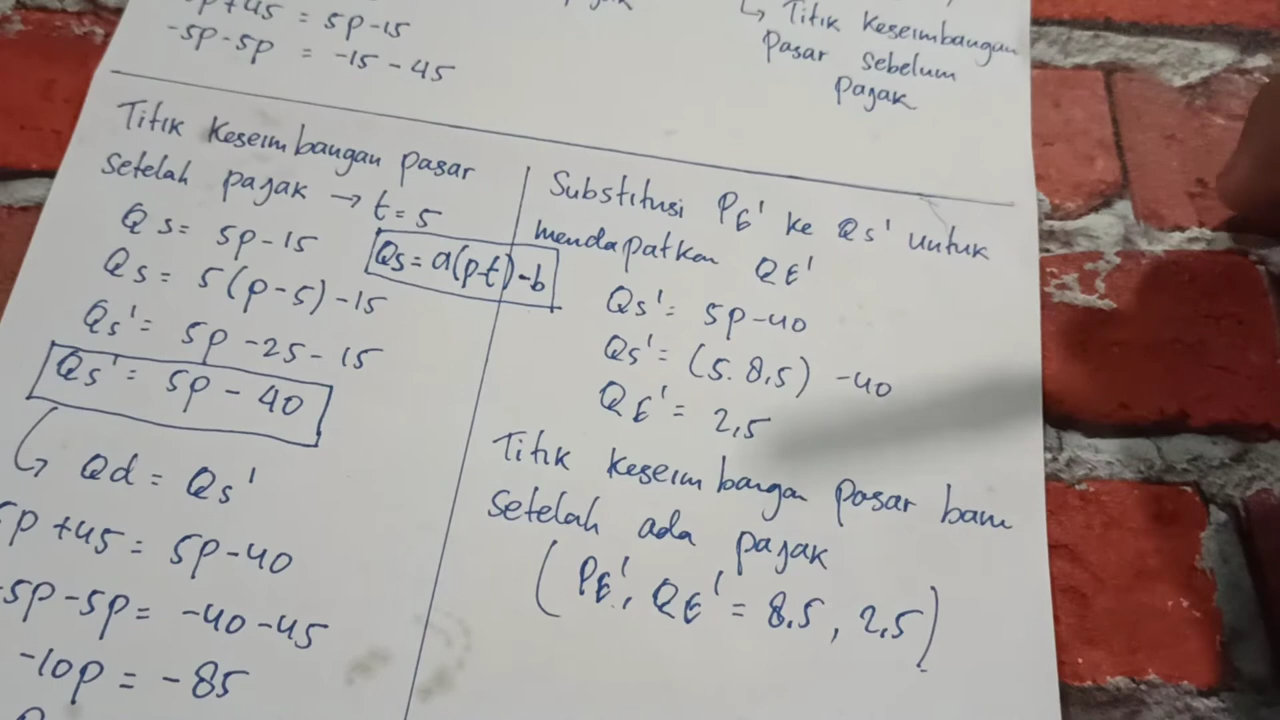 p+45 = 5p-15
-5p-5p = -15-45
↳ Titik Keseimbangan
pasar sebelum
pajak
Titik Keseimbangan pasar
setelah pajak → t=5
Qs = 5p-15
Qs = a(p-t)-b
Qs = 5(p-5)-15
Qs' = 5p-25-15
Qs' = 5p-40
↳ Qd = Qs'
5p+45 = 5p-40
-5p-5p = -40-45
-10p = -85
Substitusi PE' ke Qs' untuk
mendapatkan QE'
Qs' = 5p-40
Qs' = (5.8,5) -40
QE' = 2,5
Titik Keseimbangan pasar baru
setelah ada pajak
(PE', QE' = 8,5, 2,5)